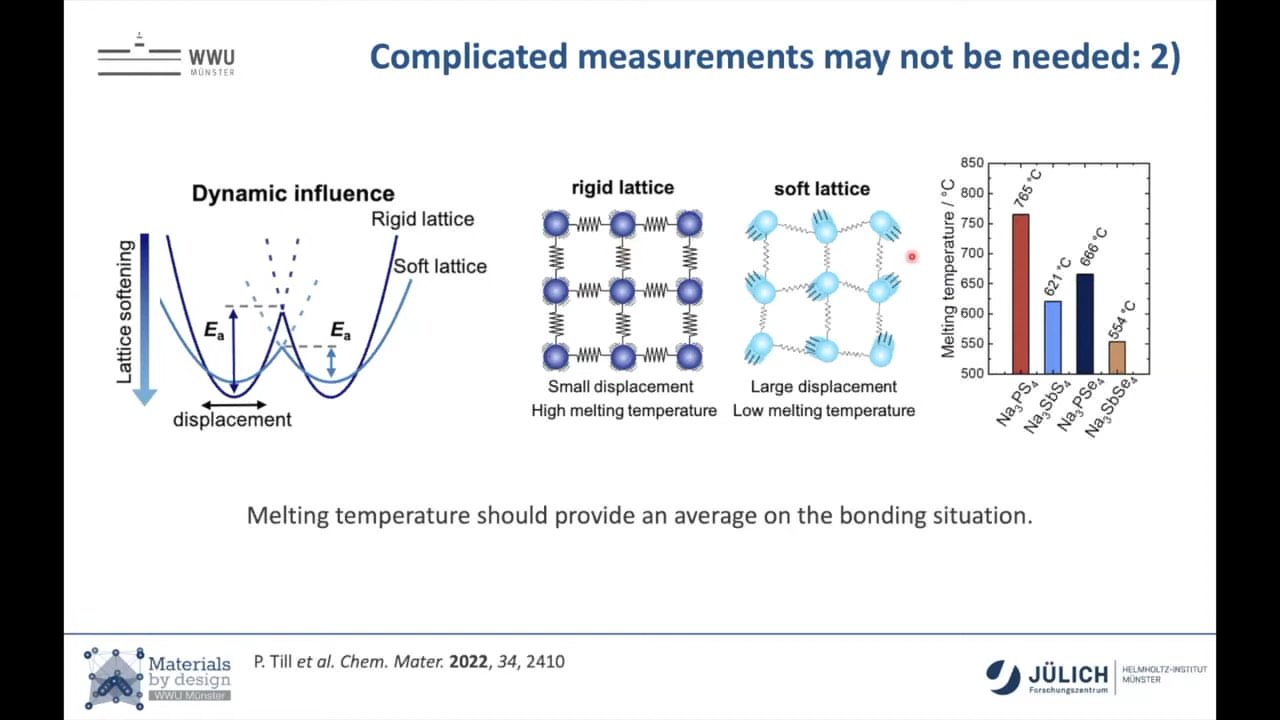 WWU
MÜNSTER
Complicated measurements may not be needed: 2)
Dynamic influence
Rigid lattice
Soft lattice
Lattice softening
Ea
Ea
displacement
rigid lattice
Small displacement
High melting temperature
soft lattice
Large displacement
Low melting temperature
Melting temperature / °C
850
800
750
700
650
600
550
500
765 °C
621 °C
666 °C
554 °C
Na3PS4
Na3SbS4
Na3PSe4
Na3SbSe4
Melting temperature should provide an average on the bonding situation.
Materials
by design
WWU Münster
P. Till et al. Chem. Mater. 2022, 34, 2410
JÜLICH
Forschungszentrum
HELMHOLTZ-INSTITUT
MÜNSTER